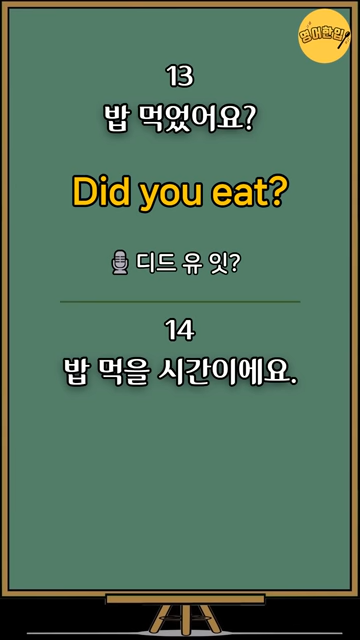 영어한입
13
밥 먹었어요?
Did you eat?
디드 유 잇?
14
밥 먹을 시간이에요.